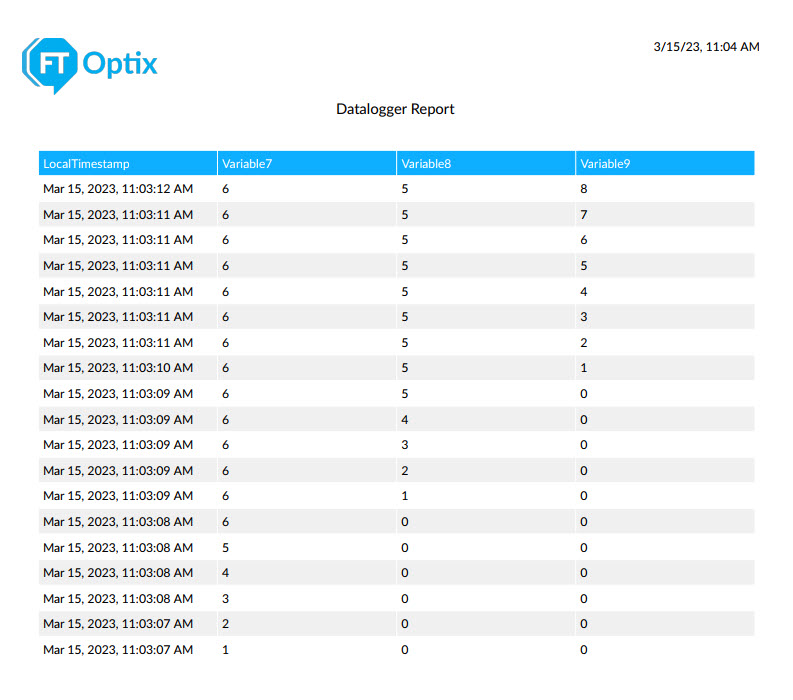 FT Optix
3/15/23, 11:04 AM
Datalogger Report
LocalTimestamp Variable7 Variable8 Variable9
Mar 15, 2023, 11:03:12 AM 6 5 8
Mar 15, 2023, 11:03:11 AM 6 5 7
Mar 15, 2023, 11:03:11 AM 6 5 6
Mar 15, 2023, 11:03:11 AM 6 5 5
Mar 15, 2023, 11:03:11 AM 6 5 4
Mar 15, 2023, 11:03:11 AM 6 5 3
Mar 15, 2023, 11:03:11 AM 6 5 2
Mar 15, 2023, 11:03:10 AM 6 5 1
Mar 15, 2023, 11:03:09 AM 6 5 0
Mar 15, 2023, 11:03:09 AM 6 4 0
Mar 15, 2023, 11:03:09 AM 6 3 0
Mar 15, 2023, 11:03:09 AM 6 2 0
Mar 15, 2023, 11:03:09 AM 6 1 0
Mar 15, 2023, 11:03:08 AM 6 0 0
Mar 15, 2023, 11:03:08 AM 5 0 0
Mar 15, 2023, 11:03:08 AM 4 0 0
Mar 15, 2023, 11:03:08 AM 3 0 0
Mar 15, 2023, 11:03:07 AM 2 0 0
Mar 15, 2023, 11:03:07 AM 1 0 0